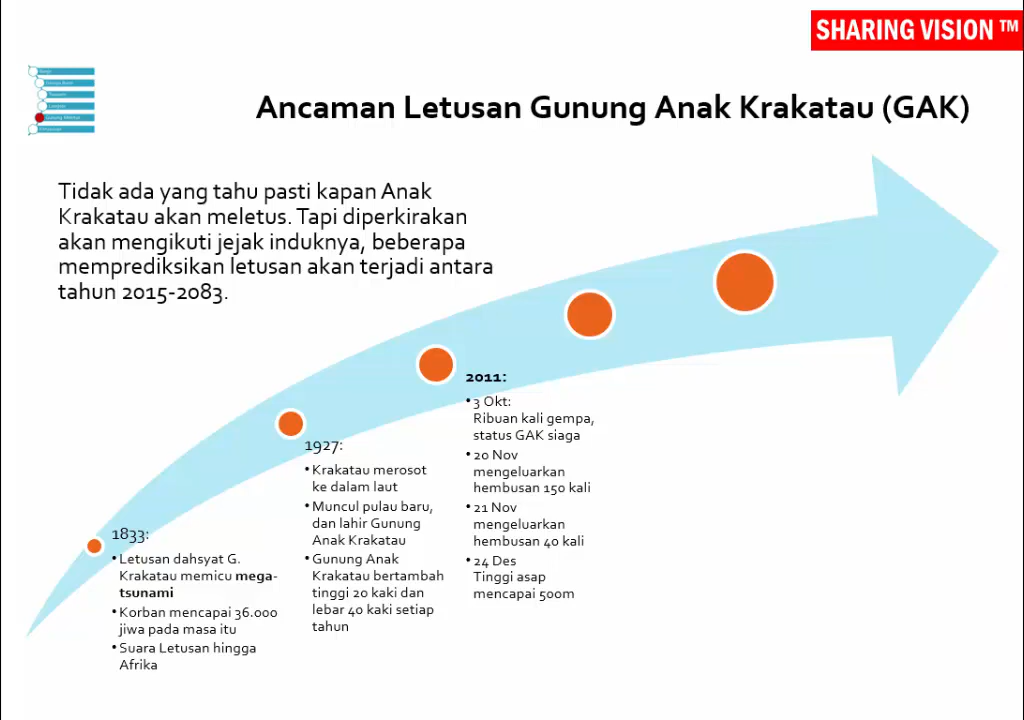 SHARING VISION ™
Ancaman Letusan Gunung Anak Krakatau (GAK)
Tidak ada yang tahu pasti kapan Anak
Krakatau akan meletus. Tapi diperkirakan
akan mengikuti jejak induknya, beberapa
memprediksikan letusan akan terjadi antara
tahun 2015-2083.
1833:
• Letusan dahsyat G.
Krakatau memicu mega-
tsunami
• Korban mencapai 36.000
jiwa pada masa itu
• Suara Letusan hingga
Afrika
1927:
• Krakatau merosot
ke dalam laut
• Muncul pulau baru,
dan lahir Gunung
Anak Krakatau
• Gunung Anak
Krakatau bertambah
tinggi 20 kaki dan
lebar 40 kaki setiap
tahun
2011:
• 3 Okt:
Ribuan kali gempa,
status GAK siaga
• 20 Nov
mengeluarkan
hembusan 150 kali
• 21 Nov
mengeluarkan
hembusan 40 kali
• 24 Des
Tinggi asap
mencapai 500m